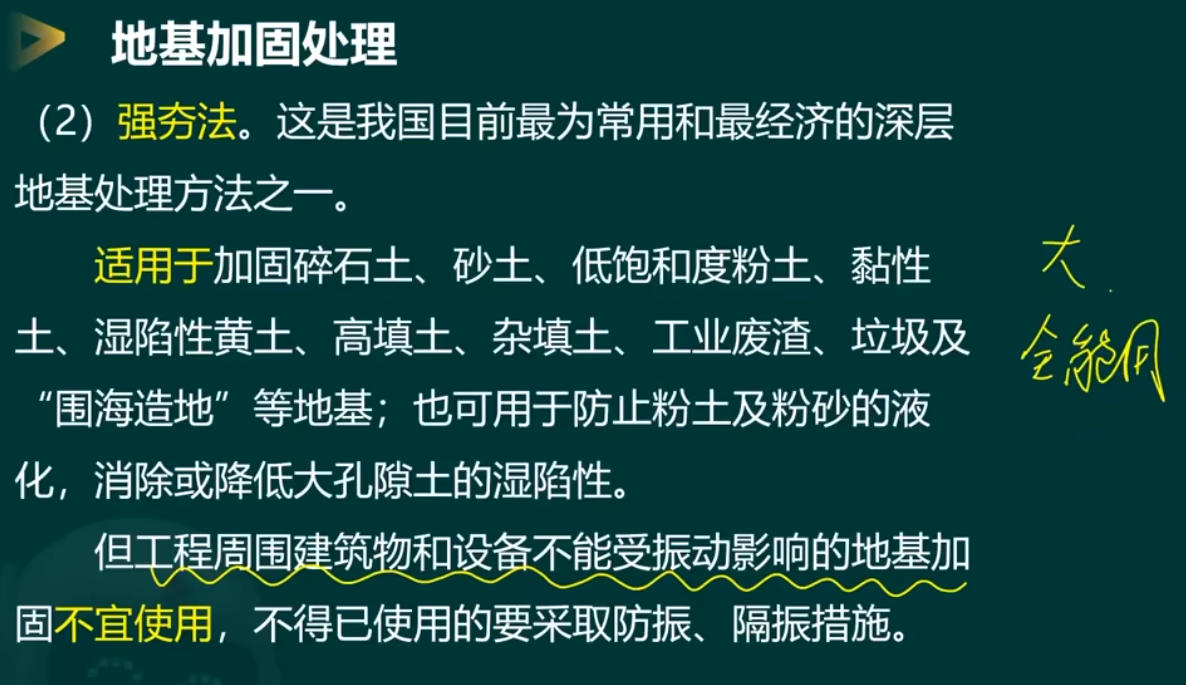 地基加固处理
（2）强夯法。这是我国目前最为常用和最经济的深层
地基处理方法之一。
适用于加固碎石土、砂土、低饱和度粉土、黏性
大
土、湿陷性黄土、高填土、杂填土、工业废渣、垃圾及
全能用
“围海造地”等地基；也可用于防止粉土及粉砂的液
化，消除或降低大孔隙土的湿陷性。
但工程周围建筑物和设备不能受振动影响的地基加
固不宜使用，不得已使用的要采取防振、隔振措施。